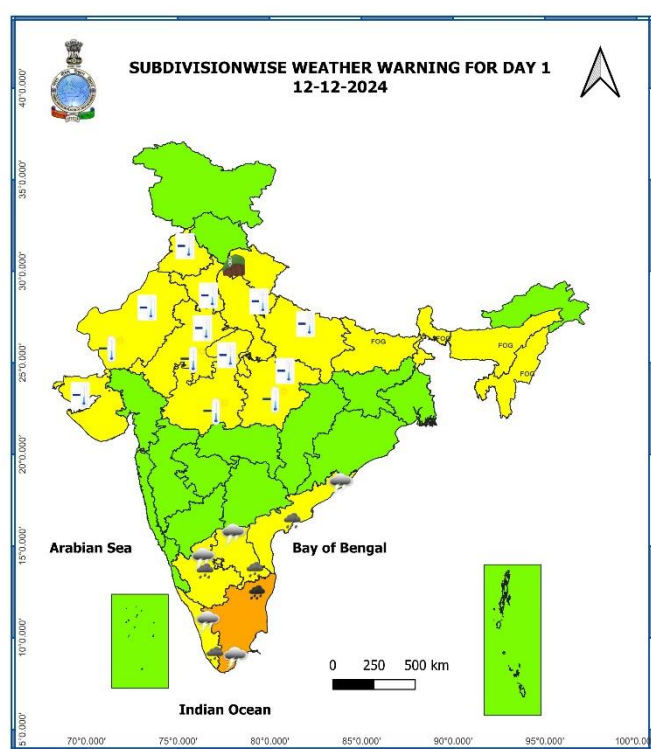 SUBDIVISIONWISE WEATHER WARNING FOR DAY 1
12-12-2024
40°0.000'
35°0.000'
30°0.000'
25°0.000'
20°0.000'
15°0.000'
10°0.000'
5°0.000'
FOG
FOG
FOG
FOG
Arabian Sea
Bay of Bengal
0 250 500 km
Indian Ocean
70°0.000' 75°0.000' 80°0.000' 85°0.000' 90°0.000' 95°0.000' 100°0.00